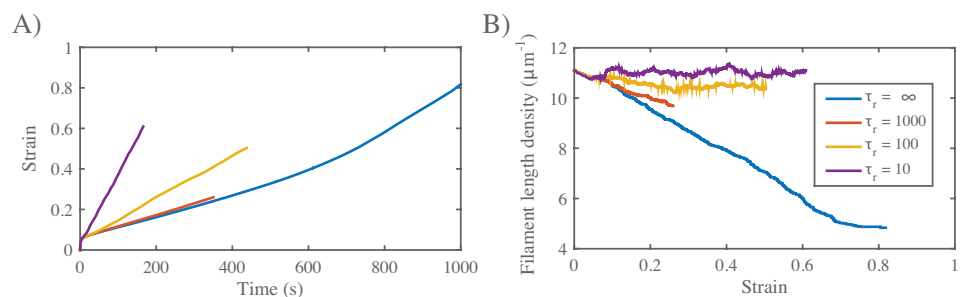 A)
Strain
1
0.8
0.6
0.4
0.2
0
0 200 400 600 800 1000
Time (s)
B)
Filament length density (μm⁻¹)
12
10
8
6
4
0 0.2 0.4 0.6 0.8 1
Strain
τr = ∞
τr = 1000
τr = 100
τr = 10